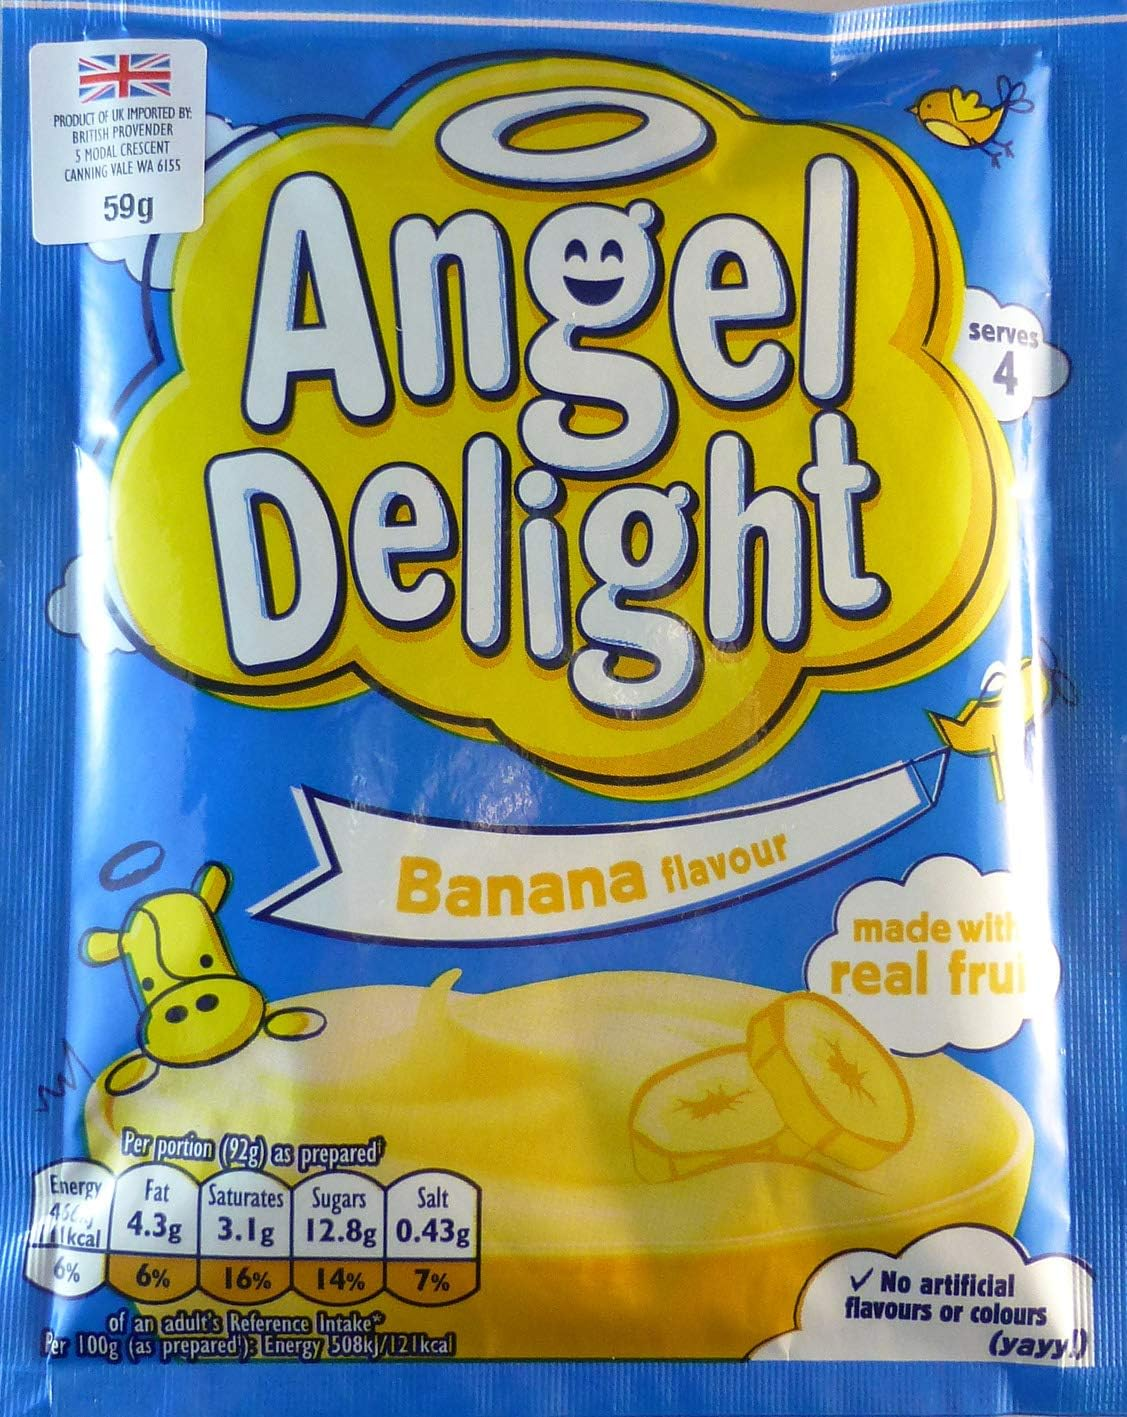 PRODUCT OF UK IMPORTED BY:
BRITISH PROVENDER
5 MODAL CRESCENT
CANNING VALE WA 6155
59g
Angel
Delight
serves
4
Banana flavour
made with
real
Per portion (92g) as prepared
Energy
6%
Fat
4.3g
6%
Saturates
3.1g
16%
Sugars
12.8g
14%
Salt
0.43g
7%
of an adult's Reference Intake*
Per 100g (as prepared): Energy 508kJ/121kcal
✓ No artificial
flavours or colours
(yayy!)